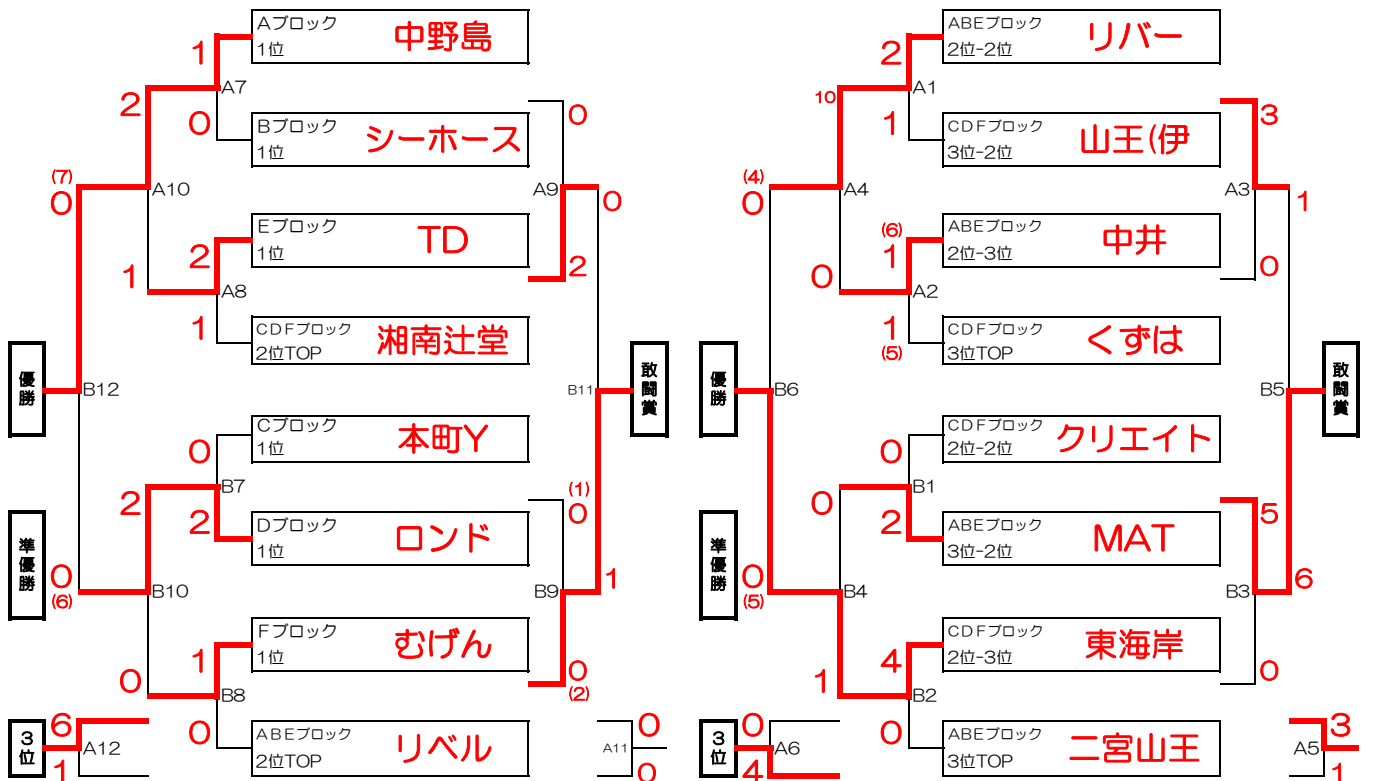 Aブロック
1位
中野島
1
A7
2
0
Bブロック
1位
シーホース
0
(7)
0
A10
A9
0
Eブロック
1位
TD
2
2
1
A8
1
CDFブロック
2位TOP
湘南辻堂
優勝
B12
B11
敢闘賞
Cブロック
1位
本町Y
0
B7
2
2
Dブロック
1位
ロンド
(1)
0
準優勝
0
(6)
B10
B9
1
Fブロック
1位
むげん
1
0
(2)
0
B8
0
ABEブロック
2位TOP
リベル
3位
6
A12
1
0
A11
0
ABEブロック
2位-2位
リバー
2
A1
10
1
CDFブロック
3位-2位
山王(伊
3
(4)
0
A4
A3
1
ABEブロック
2位-3位
中井
(6)
1
0
0
A2
1
(5)
CDFブロック
3位TOP
くずは
優勝
B6
B5
敢闘賞
CDFブロック
2位-2位
クリエイト
0
B1
0
2
ABEブロック
3位-2位
MAT
5
準優勝
0
(5)
B4
B3
6
CDFブロック
2位-3位
東海岸
4
0
1
B2
0
ABEブロック
3位TOP
二宮山王
3位
0
A6
4
3
A5
1